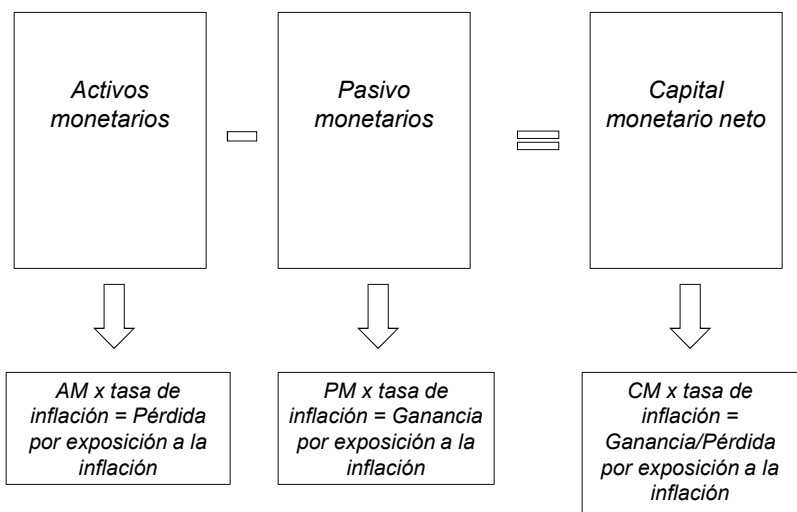 Activos
monetarios
Pasivo
monetarios
Capital
monetario neto
AM x tasa de
inflación = Pérdida
por exposición a la
inflación
PM x tasa de
inflación = Ganancia
por exposición a la
inflación
CM x tasa de
inflación =
Ganancia/Pérdida
por exposición a la
inflación